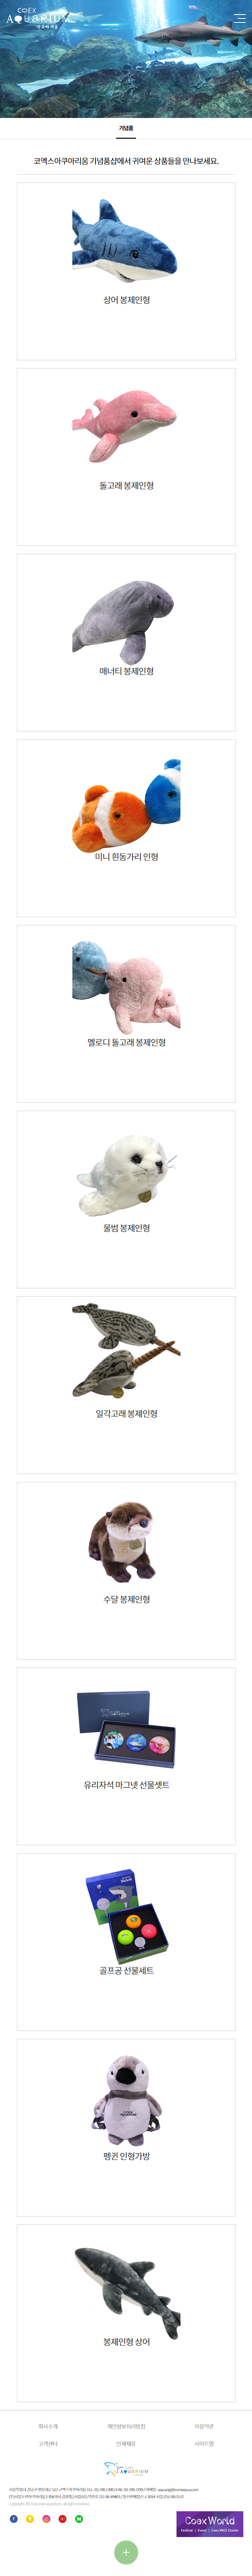 COEX
AQUARIUM
기념품
코엑스아쿠아리움 기념품샵에서 귀여운 상품들을 만나보세요.
상어 봉제인형
돌고래 봉제인형
매너티 봉제인형
미니 흰동가리 인형
멜로디 돌고래 봉제인형
물범 봉제인형
일각고래 봉제인형
수달 봉제인형
유리자석 마그넷 선물셋트
골프공 선물세트
펭귄 인형가방
봉제인형 상어
회사소개 개인정보처리방침 이용약관
고객센터 인재채용 사이트맵
AQUARIUM
Coex World
Festival | Event | Coex MICE Cluster
+